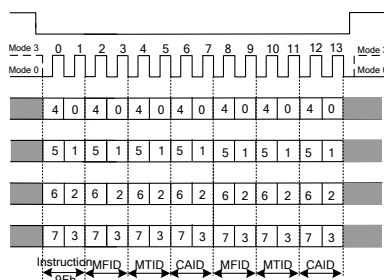 Mode 3 0 1 2 3 4 5 6 7 8 9 10 11 12 13 Mode 3
Mode 0 Mode 0
4 0 4 0 4 0 4 0 4 0 4 0 4 0
5 1 5 1 5 1 5 1 5 1 5 1 5 1
6 2 6 2 6 2 6 2 6 2 6 2 6 2
7 3 7 3 7 3 7 3 7 3 7 3 7 3
Instruction MFID MTID CAID MFID MTID CAID
9Fh